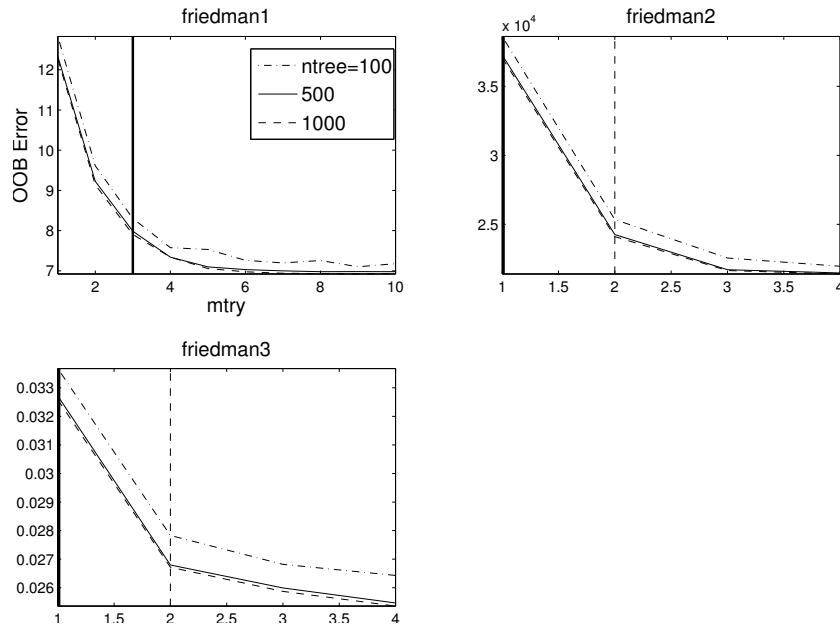 friedman1
12
11
10
9
8
7
OOB Error
2 4 6 8 10
mtry
ntree=100
500
1000
friedman2
x 10⁴
3.5
3
2.5
1 1.5 2 2.5 3 3.5 4
friedman3
0.033
0.032
0.031
0.03
0.029
0.028
0.027
0.026
1 1.5 2 2.5 3 3.5 4